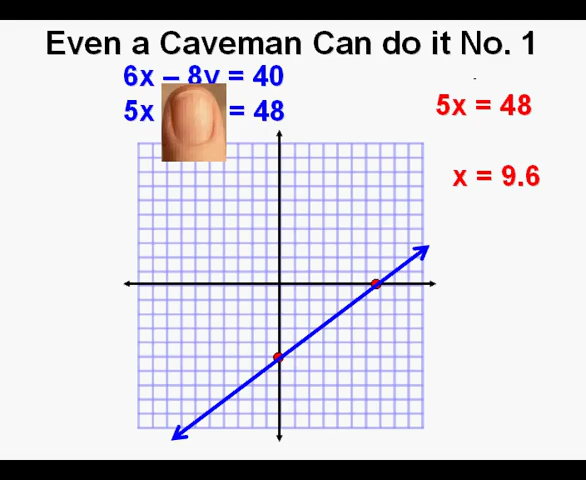 Even a Caveman Can do it No. 1
6x – 8y = 40
5x = 48
5x = 48
x = 9.6